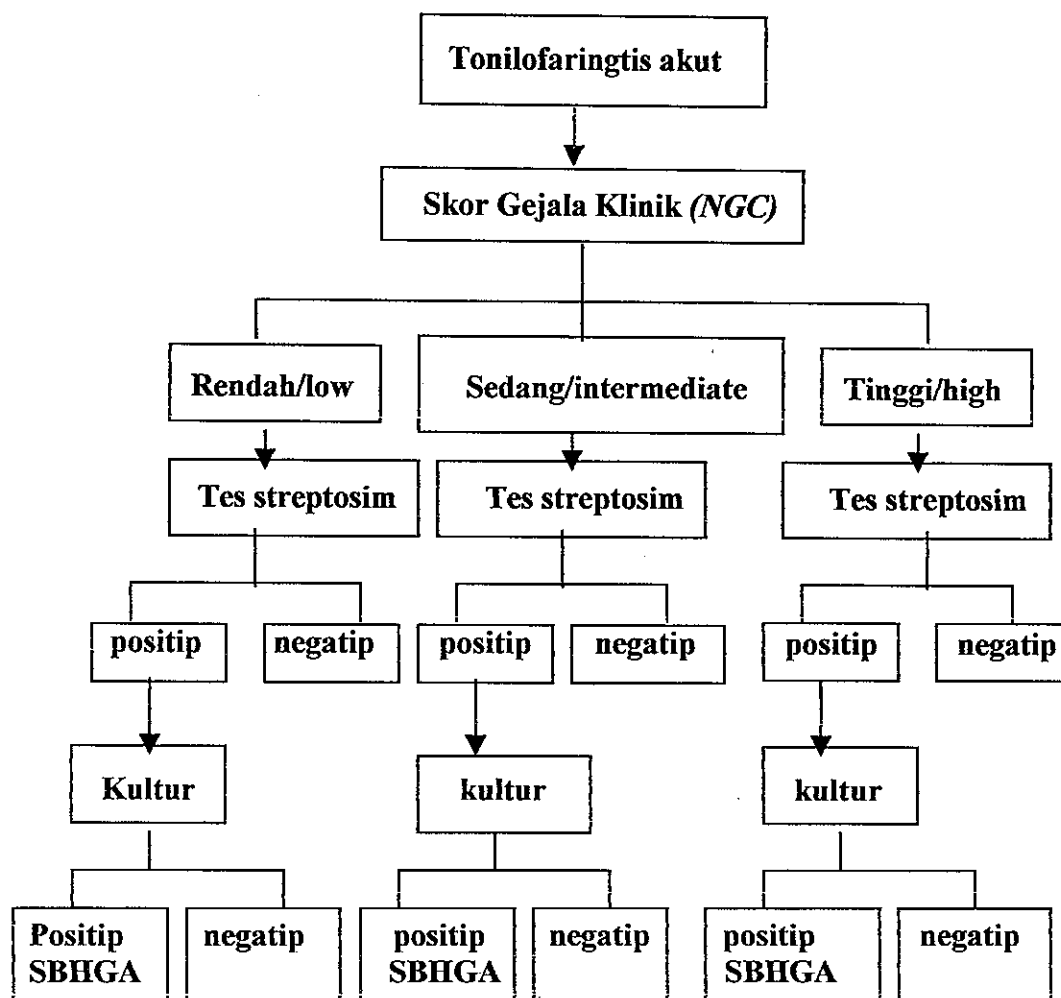 Tonilofaringtis akut
Skor Gejala Klinik (NGC)
Rendah/low
Sedang/intermediate
Tinggi/high
Tes streptosim
Tes streptosim
Tes streptosim
positip
negatip
positip
negatip
positip
negatip
Kultur
kultur
kultur
Positip
SBHGA
negatip
positip
SBHGA
negatip
positip
SBHGA
negatip